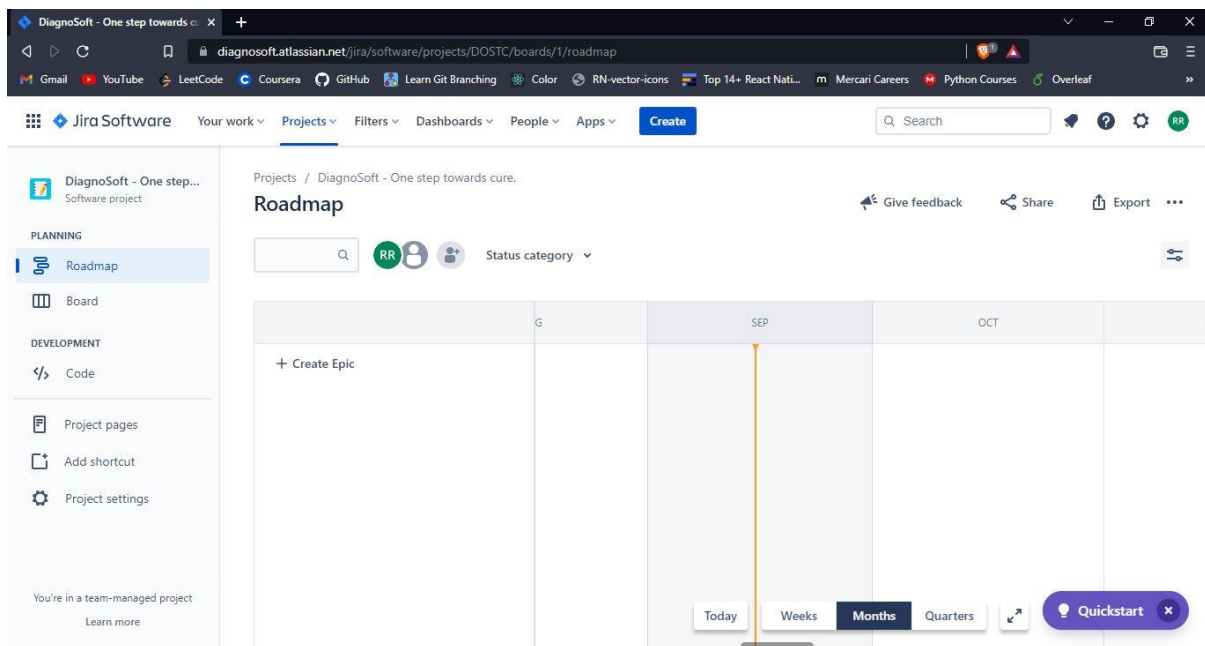 DiagnoSoft - One step towards c
diagnosoft.atlassian.net/jira/software/projects/DOSTC/boards/1/roadmap
1
Gmail YouTube LeetCode Coursera GitHub Learn Git Branching Color RN-vector-icons Top 14+ React Nati... Mercari Careers Python Courses Overleaf »
Jira Software Your work Projects Filters Dashboards People Apps Create Search RR
DiagnoSoft - One step...
Software project
PLANNING
Roadmap
Board
DEVELOPMENT
Code
Project pages
Add shortcut
Project settings
You're in a team-managed project
Learn more
Projects / DiagnoSoft - One step towards cure.
Roadmap
Give feedback Share Export
RR Status category
G SEP OCT
+ Create Epic
Today Weeks Months Quarters Quickstart